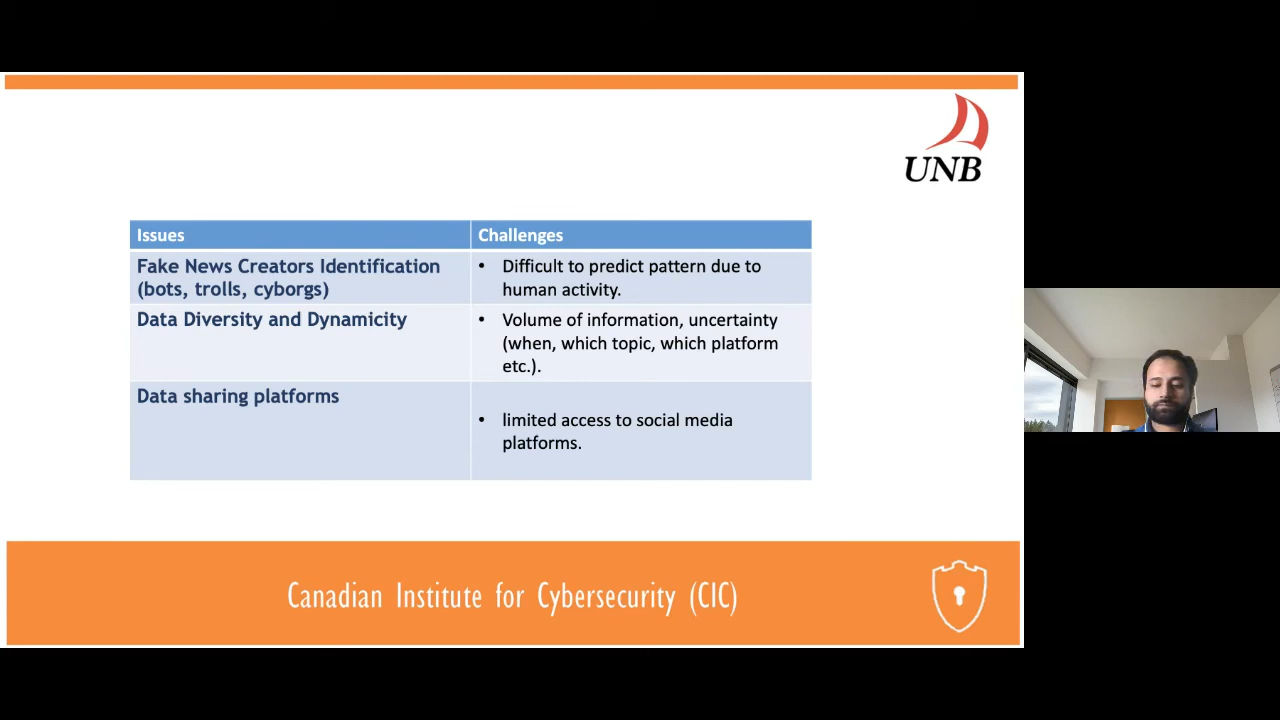 UNB
Issues
Challenges
Fake News Creators Identification
(bots, trolls, cyborgs)
• Difficult to predict pattern due to
human activity.
Data Diversity and Dynamicity
• Volume of information, uncertainty
(when, which topic, which platform
etc.).
Data sharing platforms
• limited access to social media
platforms.
Canadian Institute for Cybersecurity (CIC)